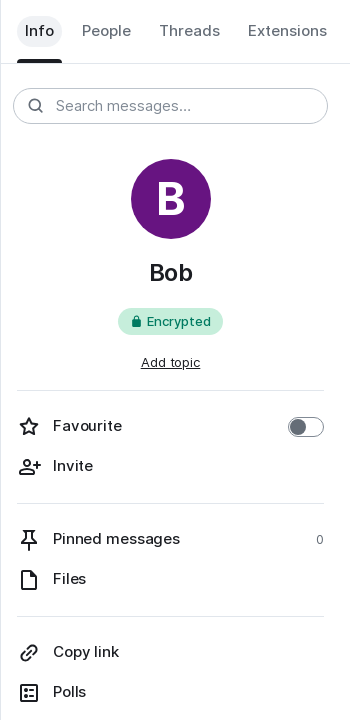 Info People Threads Extensions
Search messages...
B
Bob
Encrypted
Add topic
Favourite
Invite
Pinned messages 0
Files
Copy link
Polls